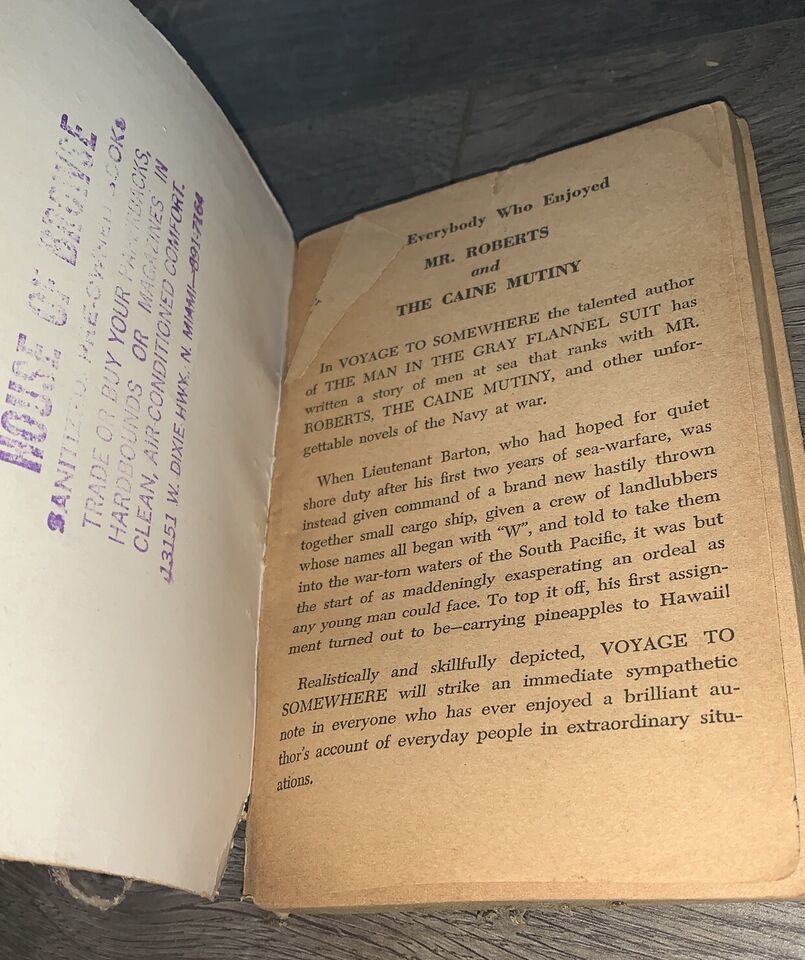 HOUSE OF BROWSE
SANITIZED, PRE-OWNED BOOKS
TRADE OR BUY YOUR PAPERBACKS,
HARDBOUNDS OR MAGAZINES IN
CLEAN, AIR-CONDITIONED COMFORT.
13151 W. DIXIE HWY. N. MIAMI—891-7164
Everybody Who Enjoyed
MR. ROBERTS
and
THE CAINE MUTINY
In VOYAGE TO SOMEWHERE the talented author
of THE MAN IN THE GRAY FLANNEL SUIT has
written a story of men at sea that ranks with MR.
ROBERTS, THE CAINE MUTINY, and other unfor-
gettable novels of the Navy at war.
When Lieutenant Barton, who had hoped for quiet
shore duty after his first two years of sea-warfare, was
instead given command of a brand new hastily thrown
together small cargo ship, given a crew of landlubbers
whose names all began with "W", and told to take them
into the war-torn waters of the South Pacific, it was but
the start of as maddeningly exasperating an ordeal as
any young man could face. To top it off, his first assign-
ment turned out to be—carrying pineapples to Hawaii!
Realistically and skillfully depicted, VOYAGE TO
SOMEWHERE will strike an immediate sympathetic
note in everyone who has ever enjoyed a brilliant au-
thor's account of everyday people in extraordinary situ-
ations.